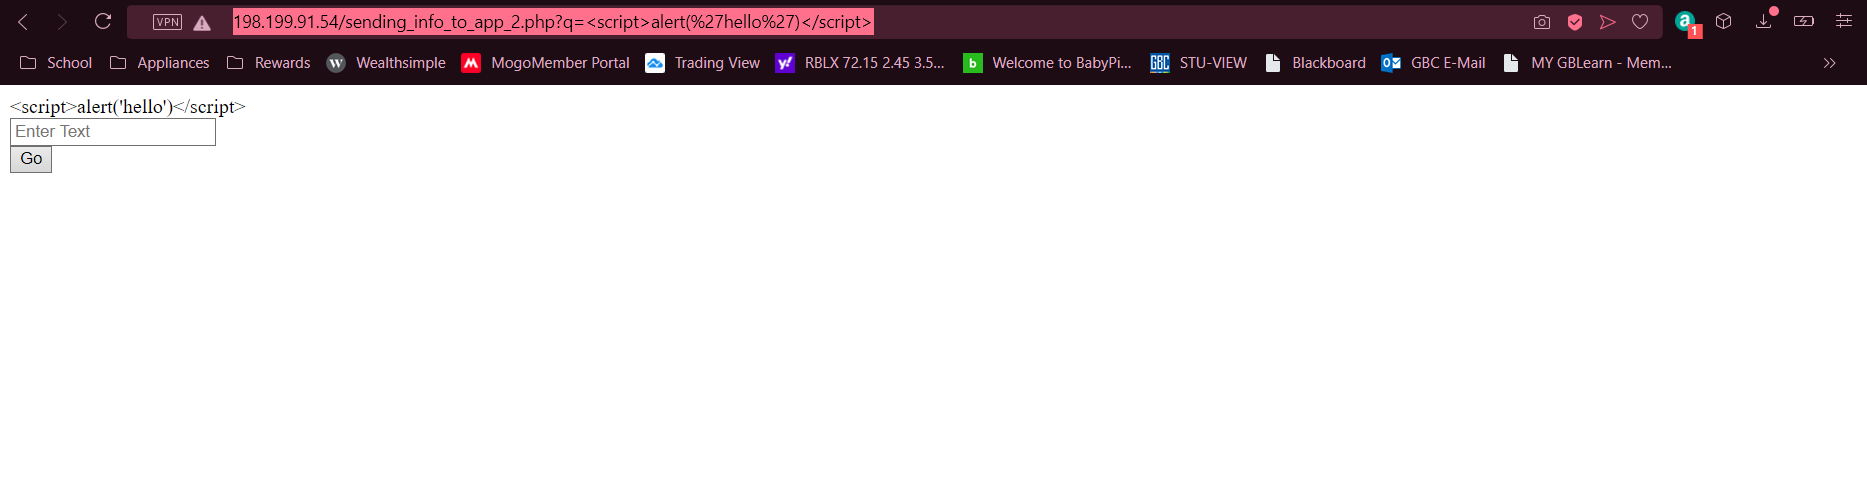 VPN 198.199.91.54/sending_info_to_app_2.php?q=<script>alert(%27hello%27)</script> a 1
School Appliances Rewards W Wealthsimple MogoMember Portal Trading View y! RBLX 72.15 2.45 3.5... b Welcome to BabyPi... GBC STU-VIEW Blackboard GBC E-Mail MY GBLearn - Mem... »
<script>alert('hello')</script>
Enter Text
Go